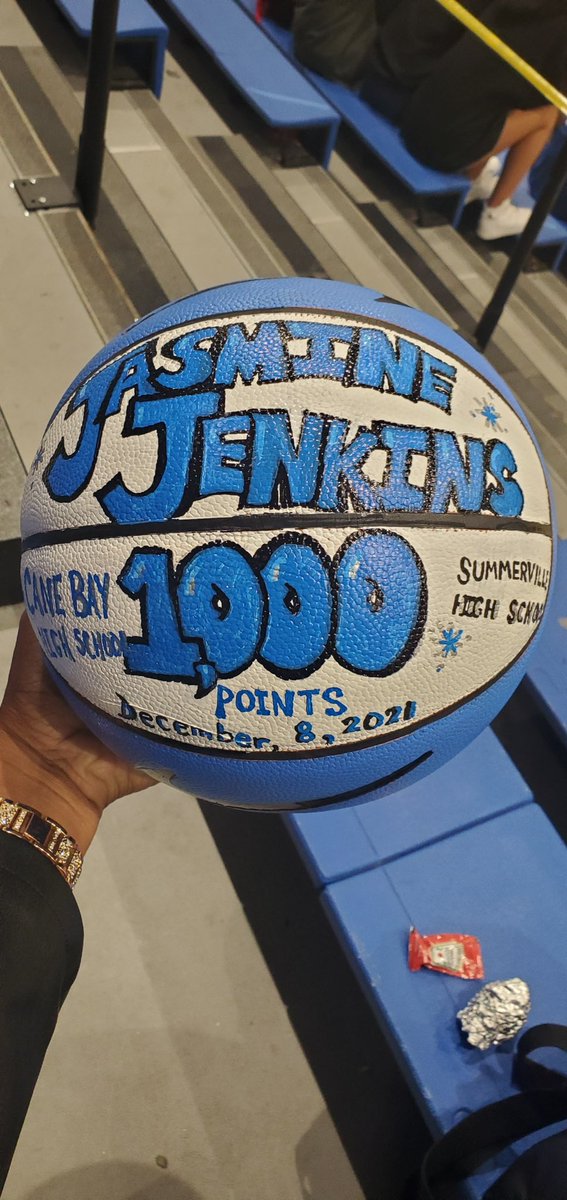 JASMINE
JENKINS
CANE BAY
HIGH SCHOOL
1,000
POINTS
December, 8, 2021
SUMMERVILLE
HIGH SCHOOL